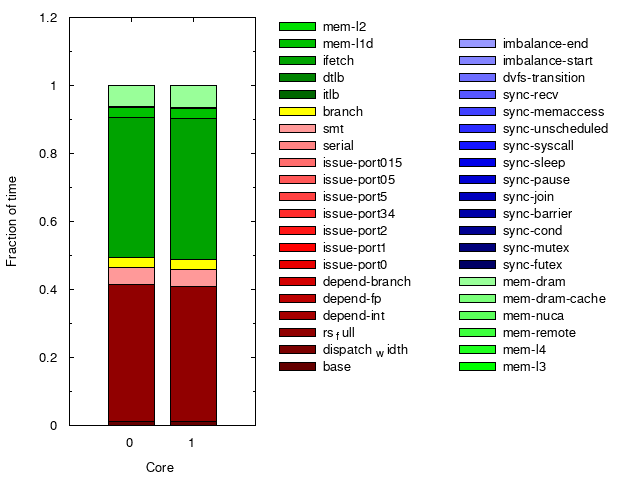 1.2
1
0.8
0.6
0.4
0.2
0
Fraction of time
0 1
Core
mem-l2
mem-l1d
ifetch
dtlb
itlb
branch
smt
serial
issue-port015
issue-port05
issue-port5
issue-port34
issue-port2
issue-port1
issue-port0
depend-branch
depend-fp
depend-int
rs f ull
dispatch w idth
base
imbalance-end
imbalance-start
dvfs-transition
sync-recv
sync-memaccess
sync-unscheduled
sync-syscall
sync-sleep
sync-pause
sync-join
sync-barrier
sync-cond
sync-mutex
sync-futex
mem-dram
mem-dram-cache
mem-nuca
mem-remote
mem-l4
mem-l3